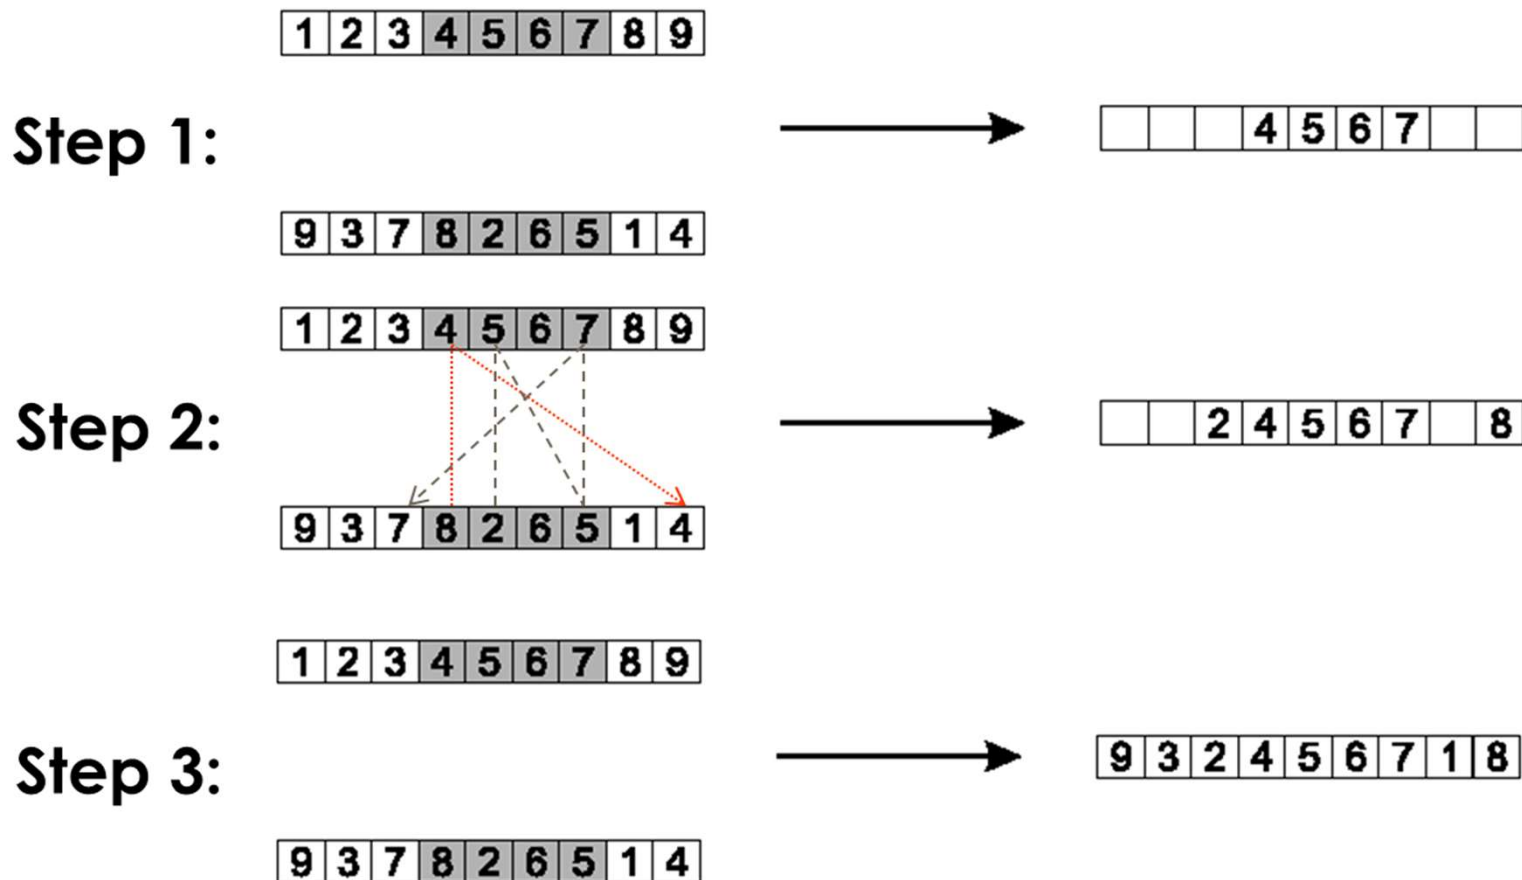 1 2 3 4 5 6 7 8 9
Step 1:
4 5 6 7
9 3 7 8 2 6 5 1 4
1 2 3 4 5 6 7 8 9
Step 2:
2 4 5 6 7 8
9 3 7 8 2 6 5 1 4
1 2 3 4 5 6 7 8 9
Step 3:
9 3 2 4 5 6 7 1 8
9 3 7 8 2 6 5 1 4